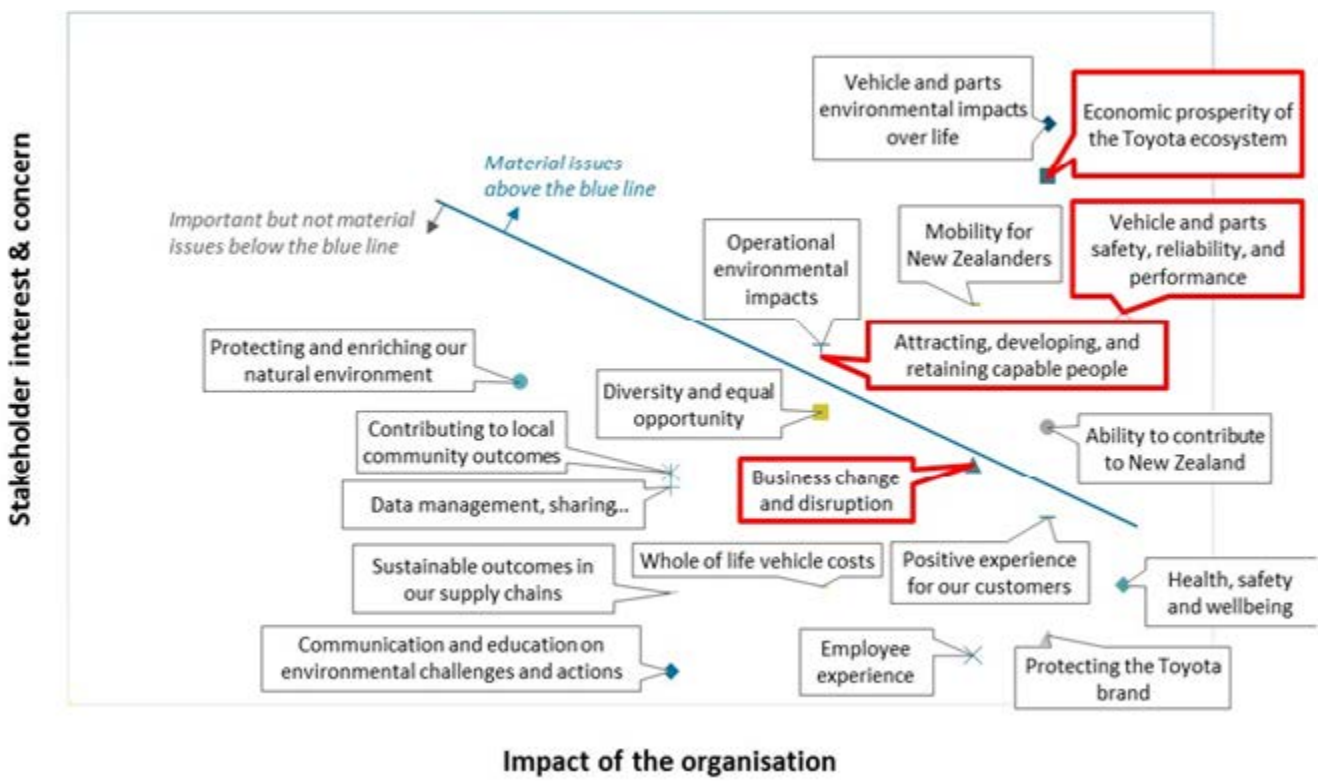 Stakeholder interest & concern
Vehicle and parts
environmental impacts
over life
Economic prosperity of
the Toyota ecosystem
Material issues
above the blue line
Important but not material
issues below the blue line
Operational
environmental
impacts
Mobility for
New Zealanders
Vehicle and parts
safety, reliability, and
performance
Protecting and enriching our
natural environment
Attracting, developing, and
retaining capable people
Diversity and equal
opportunity
Contributing to local
community outcomes
Ability to contribute
to New Zealand
Data management, sharing...
Business change
and disruption
Sustainable outcomes in
our supply chains
Whole of life vehicle costs
Positive experience
for our customers
Health, safety
and wellbeing
Communication and education on
environmental challenges and actions
Employee
experience
Protecting the Toyota
brand
Impact of the organisation